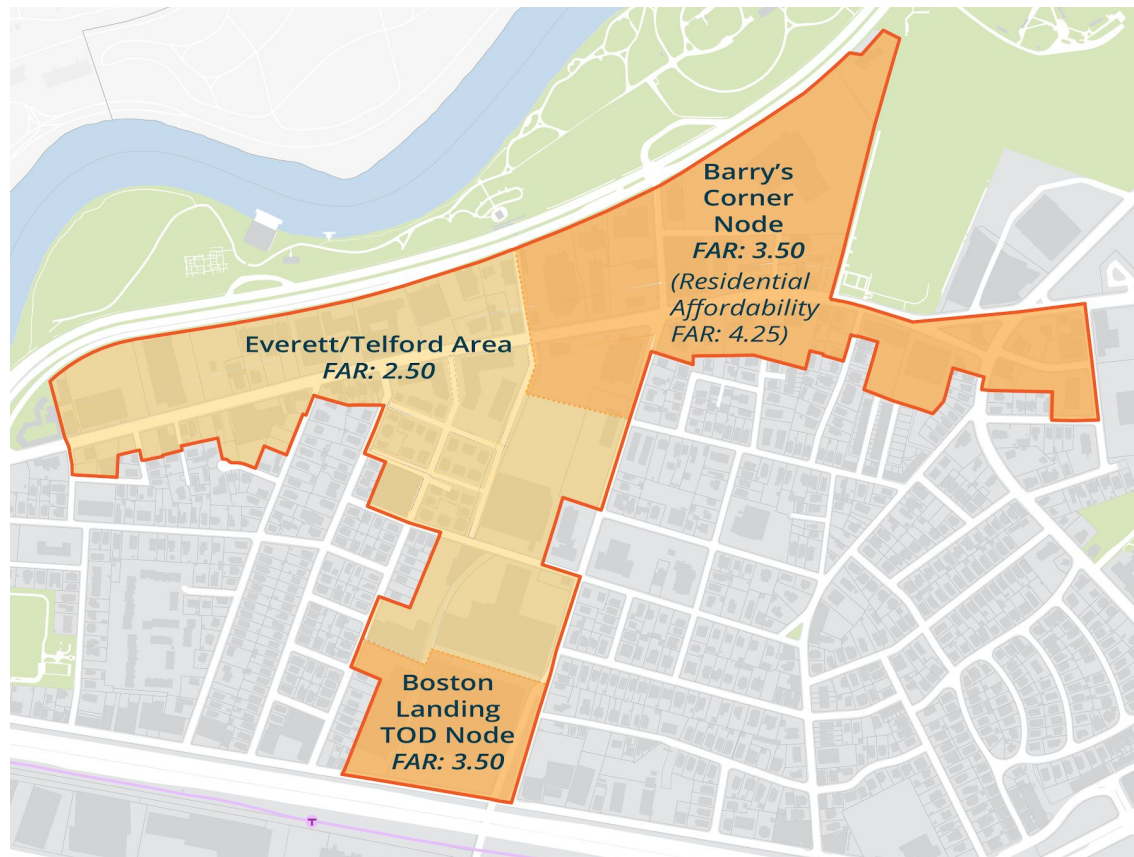 Barry’s
Corner
Node
FAR: 3.50
(Residential
Affordability
FAR: 4.25)
Everett/Telford Area
FAR: 2.50
Boston
Landing
TOD Node
FAR: 3.50
T